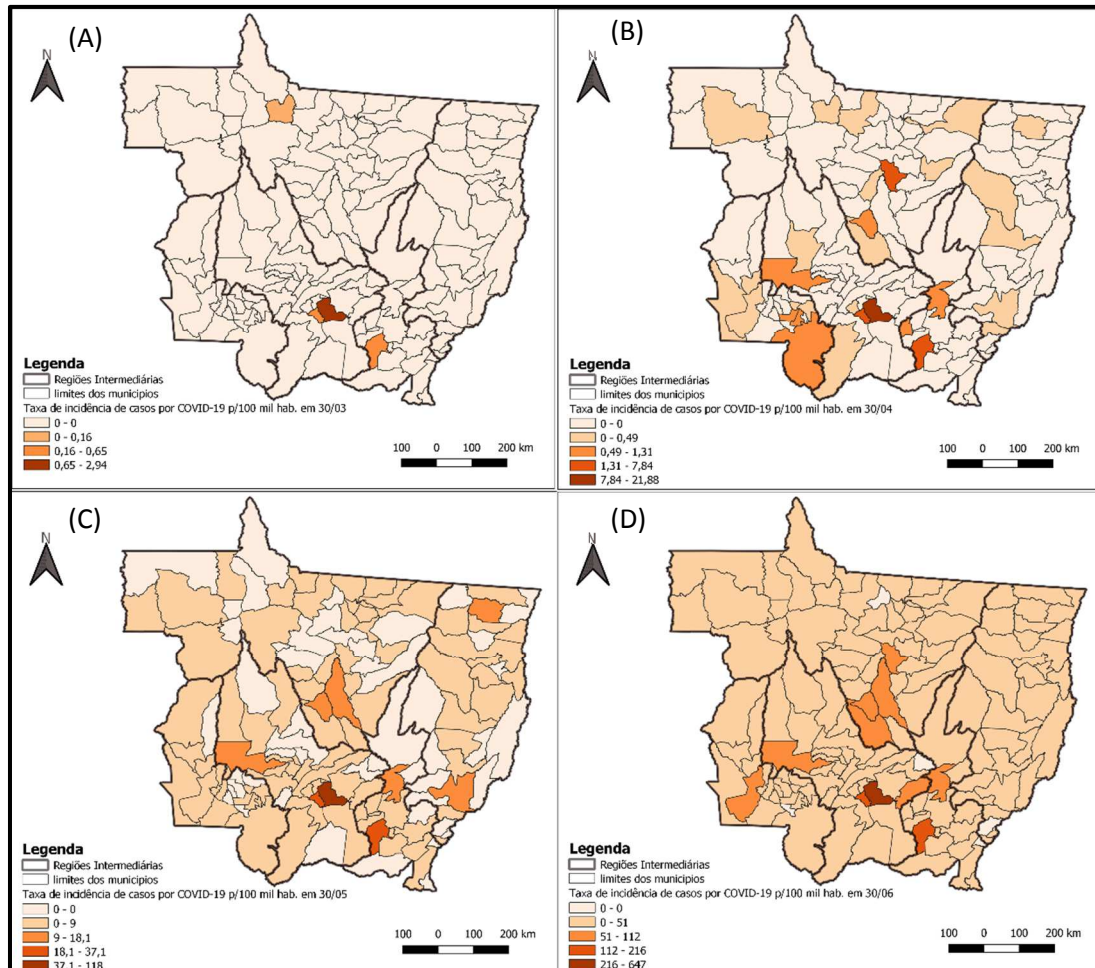 (A)
N
Legenda
Regiões Intermediárias
limites dos municipios
Taxa de incidência de casos por COVID-19 p/100 mil hab. em 30/03
0 - 0
0 - 0,16
0,16 - 0,65
0,65 - 2,94
100 0 100 200 km
(B)
N
Legenda
Regiões Intermediárias
limites dos municipios
Taxa de incidência de casos por COVID-19 p/100 mil hab. em 30/04
0 - 0
0 - 0,49
0,49 - 1,31
1,31 - 7,84
7,84 - 21,88
100 0 100 200 km
(C)
N
Legenda
Regiões Intermediárias
limites dos municipios
Taxa de incidência de casos por COVID-19 p/100 mil hab. em 30/05
0 - 0
0 - 9
9 - 18,1
18,1 - 37,1
37,1 - 118
100 0 100 200 km
(D)
N
Legenda
Regiões Intermediárias
limites dos municipios
Taxa de incidência de casos por COVID-19 p/100 mil hab. em 30/06
0 - 0
0 - 51
51 - 112
112 - 216
216 - 647
100 0 100 200 km